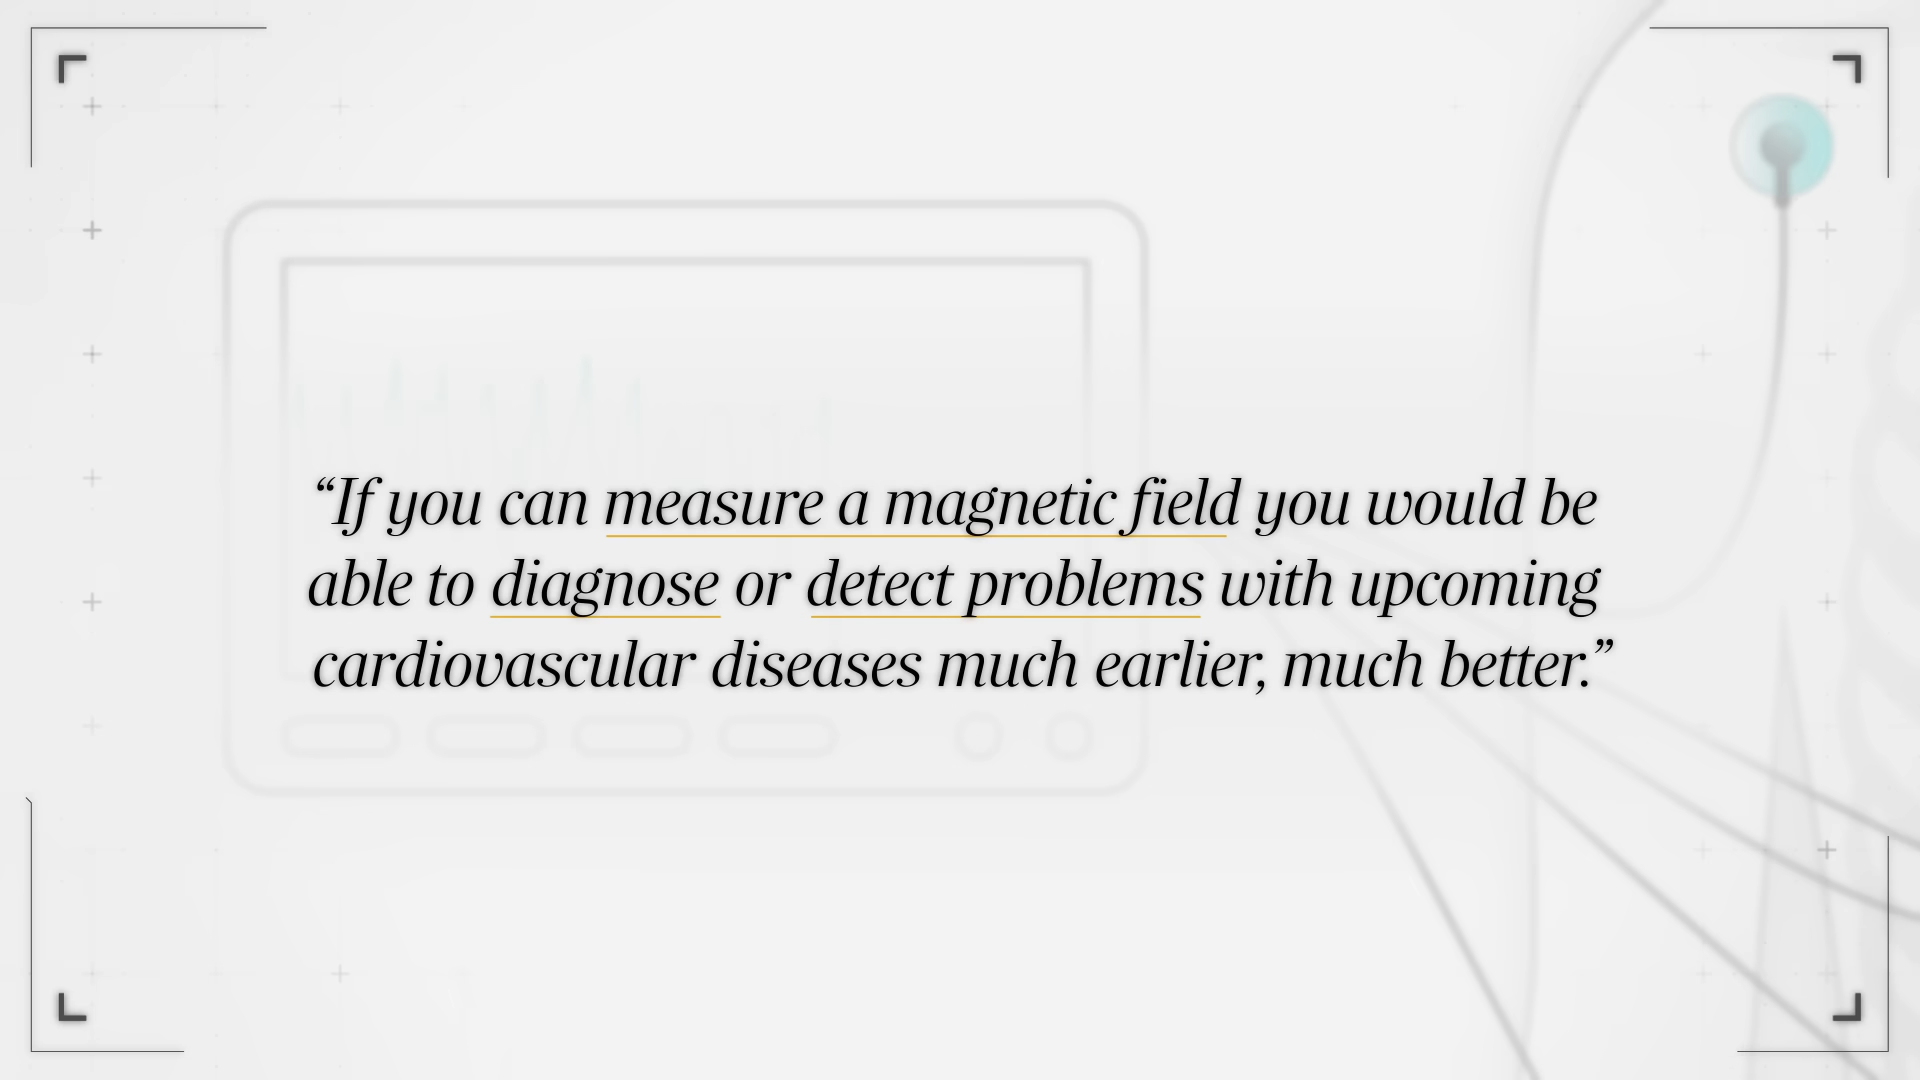 “If you can measure a magnetic field you would be
able to diagnose or detect problems with upcoming
cardiovascular diseases much earlier, much better.”